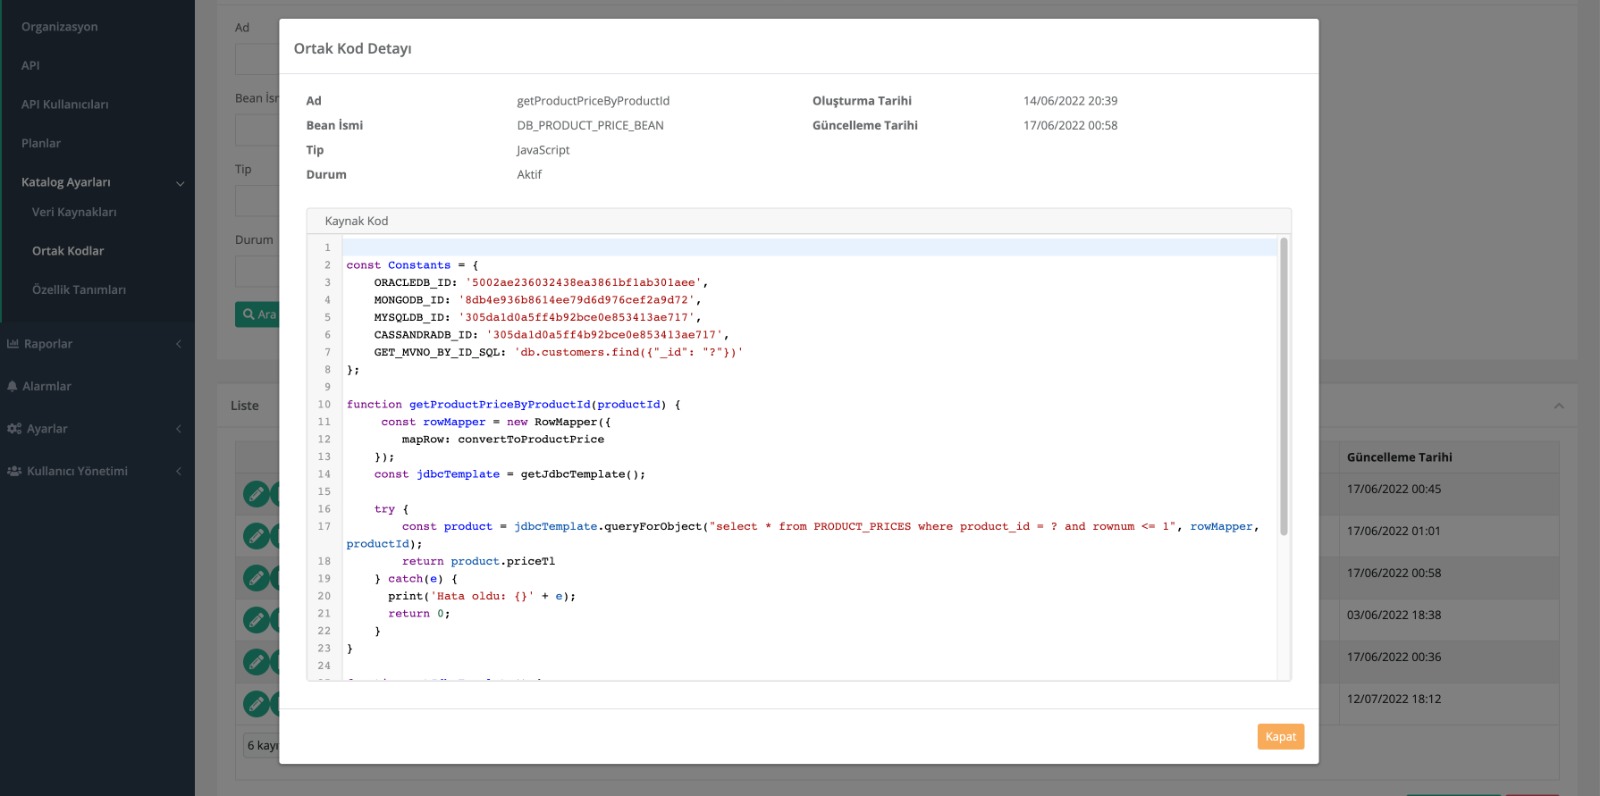 Organizasyon
API
API Kullanıcıları
Planlar
Katalog Ayarları
Veri Kaynakları
Ortak Kodlar
Özellik Tanımları
Raporlar
Alarmlar
Ayarlar
Kullanıcı Yönetimi
Ad
Bean İsr
Tip
Durum
Ara
Liste
6 kayı
Ortak Kod Detayı
Ad getProductPriceByProductId Oluşturma Tarihi 14/06/2022 20:39
Bean İsmi DB_PRODUCT_PRICE_BEAN Güncelleme Tarihi 17/06/2022 00:58
Tip JavaScript
Durum Aktif
Kaynak Kod
1
2 const Constants = {
3 ORACLEDB_ID: '5002ae236032438ea3861bf1ab301aee',
4 MONGODB_ID: '8db4e936b8614ee79d6d976cef2a9d72',
5 MYSQLDB_ID: '305da1d0a5ff4b92bce0e853413ae717',
6 CASSANDRADB_ID: '305da1d0a5ff4b92bce0e853413ae717',
7 GET_MVNO_BY_ID_SQL: 'db.customers.find({"_id": "?"})'
8 };
9
10 function getProductPriceByProductId(productId) {
11 const rowMapper = new RowMapper({
12 mapRow: convertToProductPrice
13 });
14 const jdbcTemplate = getJdbcTemplate();
15
16 try {
17 const product = jdbcTemplate.queryForObject("select * from PRODUCT_PRICES where product_id = ? and rownum <= 1", rowMapper,
productId);
18 return product.priceTl
19 } catch(e) {
20 print('Hata oldu: {}' + e);
21 return 0;
22 }
23 }
24
Kapat
Güncelleme Tarihi
17/06/2022 00:45
17/06/2022 01:01
17/06/2022 00:58
03/06/2022 18:38
17/06/2022 00:36
12/07/2022 18:12